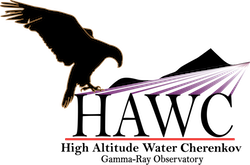 HAWC
High Altitude Water Cherenkov
Gamma-Ray Observatory